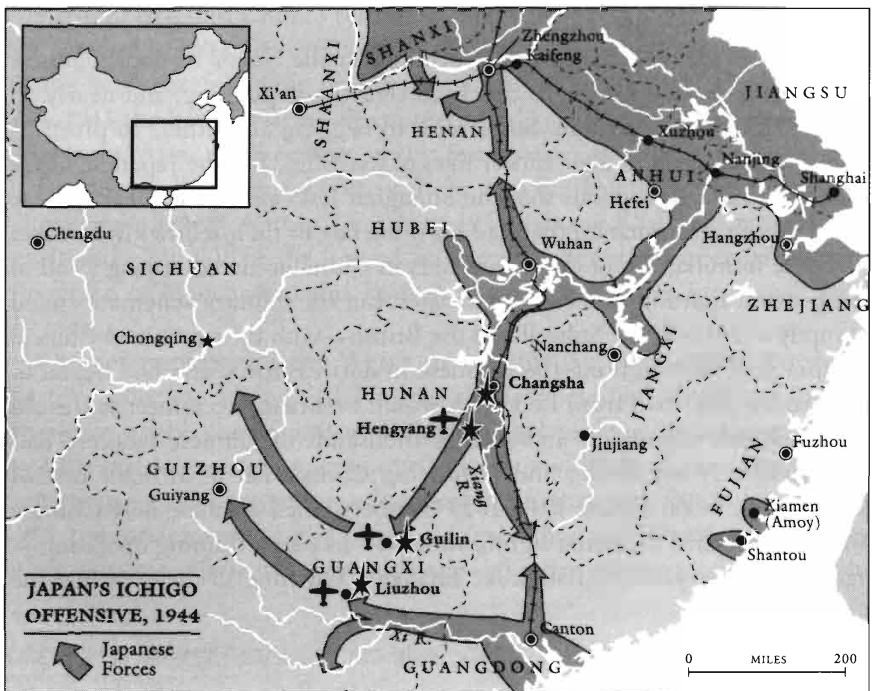 SHANXI
SHAANXI
Zhengzhou
Kaifeng
Xi'an
JIANGSU
HENAN
Xuzhou
ANHUI
Nanjing
Shanghai
Hefei
Chengdu
HUBEI
Wuhan
Hangzhou
SICHUAN
ZHEJIANG
Chongqing
Nanchang
JIANGXI
HUNAN
Changsha
Hengyang
Xiang
R.
Jiujiang
Fuzhou
GUIZHOU
Guiyang
FUJIAN
Xiamen
(Amoy)
Shantou
Guilin
GUANGXI
Liuzhou
JAPAN'S ICHIGO
OFFENSIVE, 1944
Japanese
Forces
Xi R.
Canton
GUANGDONG
0 MILES 200